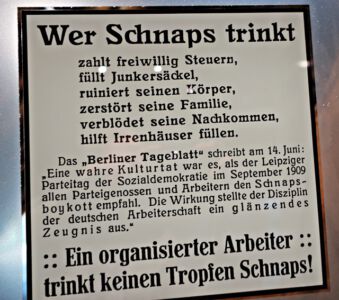 Wer Schnaps trinkt
zahlt freiwillig Steuern,
füllt Junkersäckel,
ruiniert seinen Körper,
zerstört seine Familie,
verblödet seine Nachkommen,
hilft Irrenhäuser füllen.
Das „Berliner Tageblatt“ schreibt am 14. Juni:
„Eine wahre Kulturtat war es, als der Leipziger
Parteitag der Sozialdemokratie im September 1909
allen Parteigenossen und Arbeitern den Schnaps-
boykott empfahl. Die Wirkung stellte der Disziplin
der deutschen Arbeiterschaft ein glänzendes
Zeugnis aus.“
:: Ein organisierter Arbeiter ::
trinkt keinen Tropfen Schnaps!